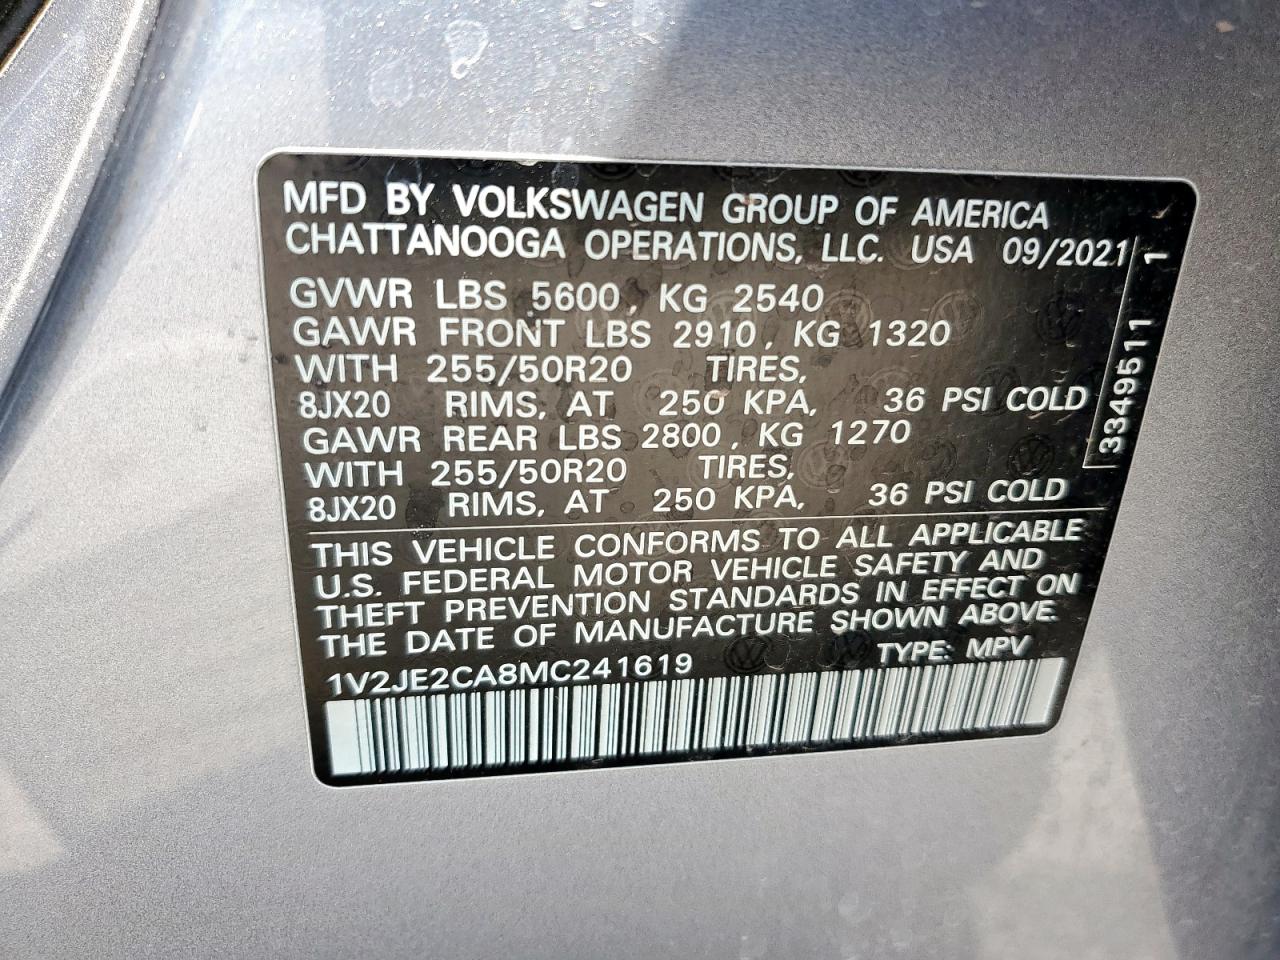 MFD BY VOLKSWAGEN GROUP OF AMERICA
CHATTANOOGA OPERATIONS, LLC. USA 09/2021
GVWR LBS 5600, KG 2540
GAWR FRONT LBS 2910, KG 1320
WITH 255/50R20 TIRES,
8JX20 RIMS, AT 250 KPA, 36 PSI COLD
GAWR REAR LBS 2800, KG 1270
WITH 255/50R20 TIRES,
8JX20 RIMS, AT 250 KPA, 36 PSI COLD
3349511 1
THIS VEHICLE CONFORMS TO ALL APPLICABLE
U.S. FEDERAL MOTOR VEHICLE SAFETY AND
THEFT PREVENTION STANDARDS IN EFFECT ON
THE DATE OF MANUFACTURE SHOWN ABOVE.
1V2JE2CA8MC241619 TYPE: MPV